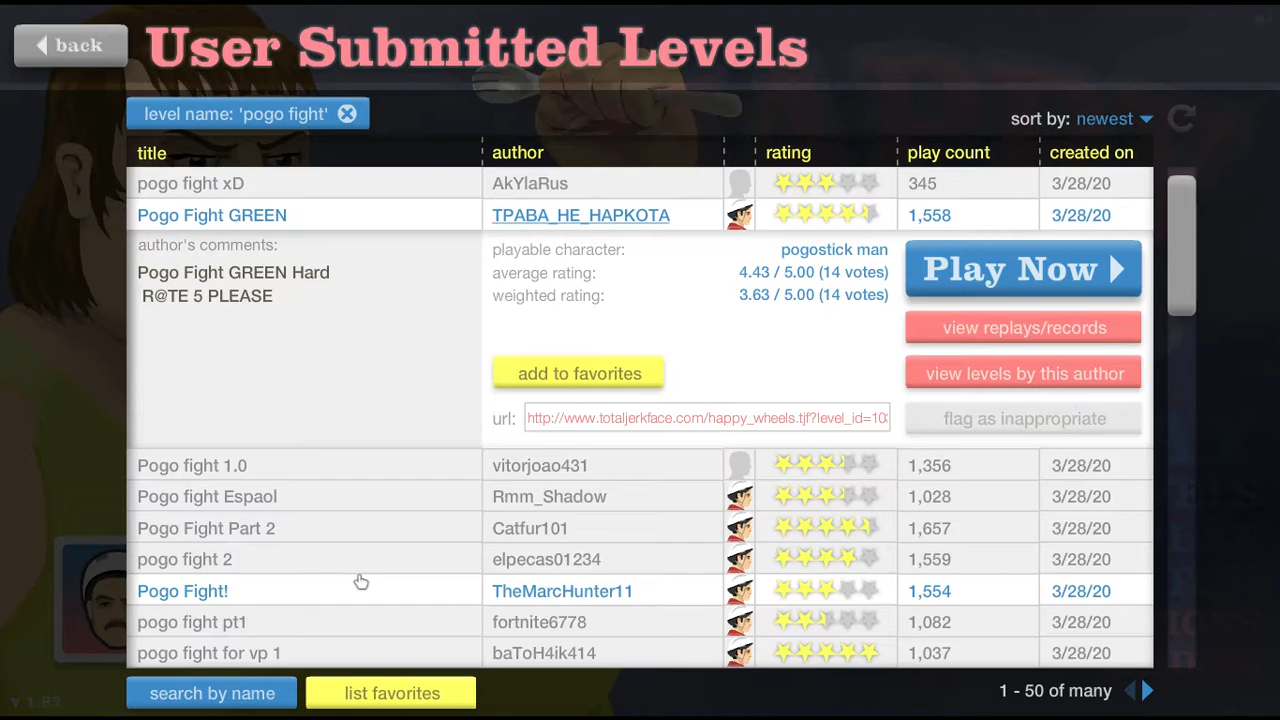 back
User Submitted Levels
level name: 'pogo fight'
sort by: newest
title author rating play count created on
pogo fight xD AkYlaRus 345 3/28/20
Pogo Fight GREEN TPABA_HE_HAPKOTA 1,558 3/28/20
author's comments:
Pogo Fight GREEN Hard
R@TE 5 PLEASE
playable character: pogostick man
average rating: 4.43 / 5.00 (14 votes)
weighted rating: 3.63 / 5.00 (14 votes)
add to favorites
url: http://www.totaljerkface.com/happy_wheels.tjf?level_id=10
Play Now
view replays/records
view levels by this author
flag as inappropriate
Pogo fight 1.0 vitorjoao431 1,356 3/28/20
Pogo fight Espaol Rmm_Shadow 1,028 3/28/20
Pogo Fight Part 2 Catfur101 1,657 3/28/20
pogo fight 2 elpecas01234 1,559 3/28/20
Pogo Fight! TheMarcHunter11 1,554 3/28/20
pogo fight pt1 fortnite6778 1,082 3/28/20
pogo fight for vp 1 baToH4ik414 1,037 3/28/20
search by name
list favorites
1 - 50 of many
v 1.87